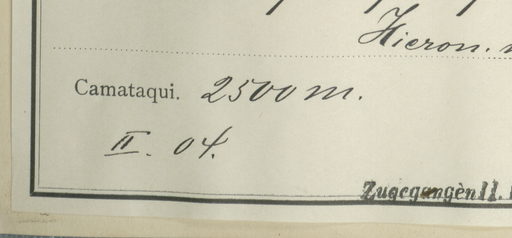 Hieron.
Camataqui. 2500 m.
II. 04.
Zugegangen 11.